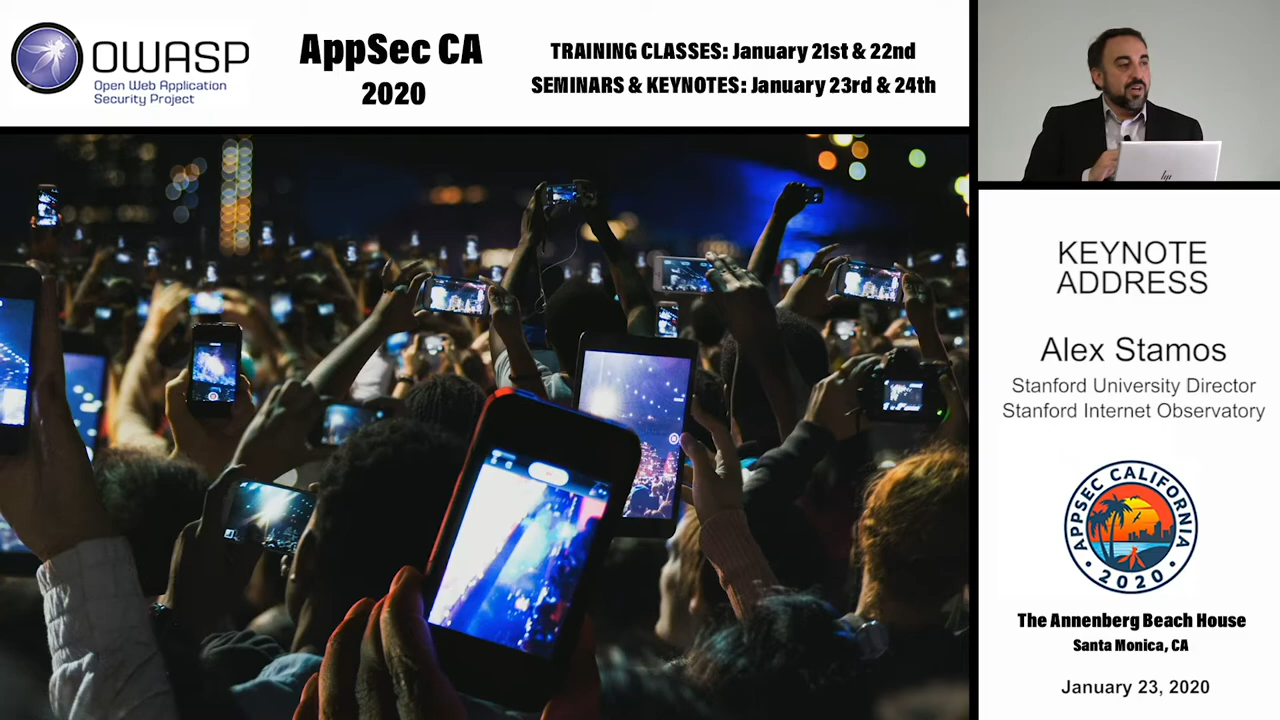 OWASP
Open Web Application
Security Project
AppSec CA
2020
TRAINING CLASSES: January 21st & 22nd
SEMINARS & KEYNOTES: January 23rd & 24th
hp
KEYNOTE
ADDRESS
Alex Stamos
Stanford University Director
Stanford Internet Observatory
APPSEC CALIFORNIA
• 2020 •
The Annenberg Beach House
Santa Monica, CA
January 23, 2020